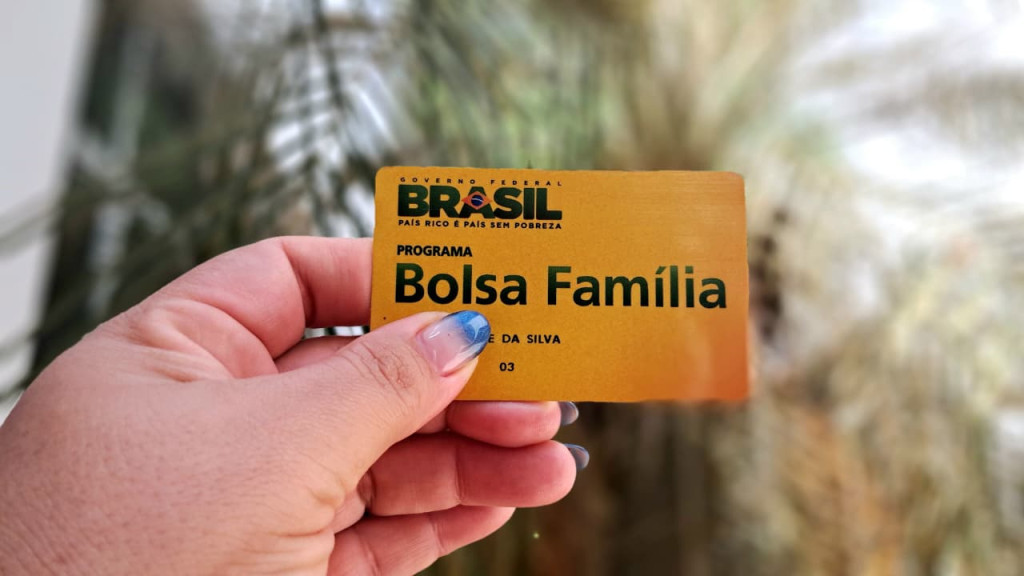 GOVERNO FEDERAL
BRASIL
PAÍS RICO É PAÍS SEM POBREZA
PROGRAMA
Bolsa Família
E DA SILVA
03